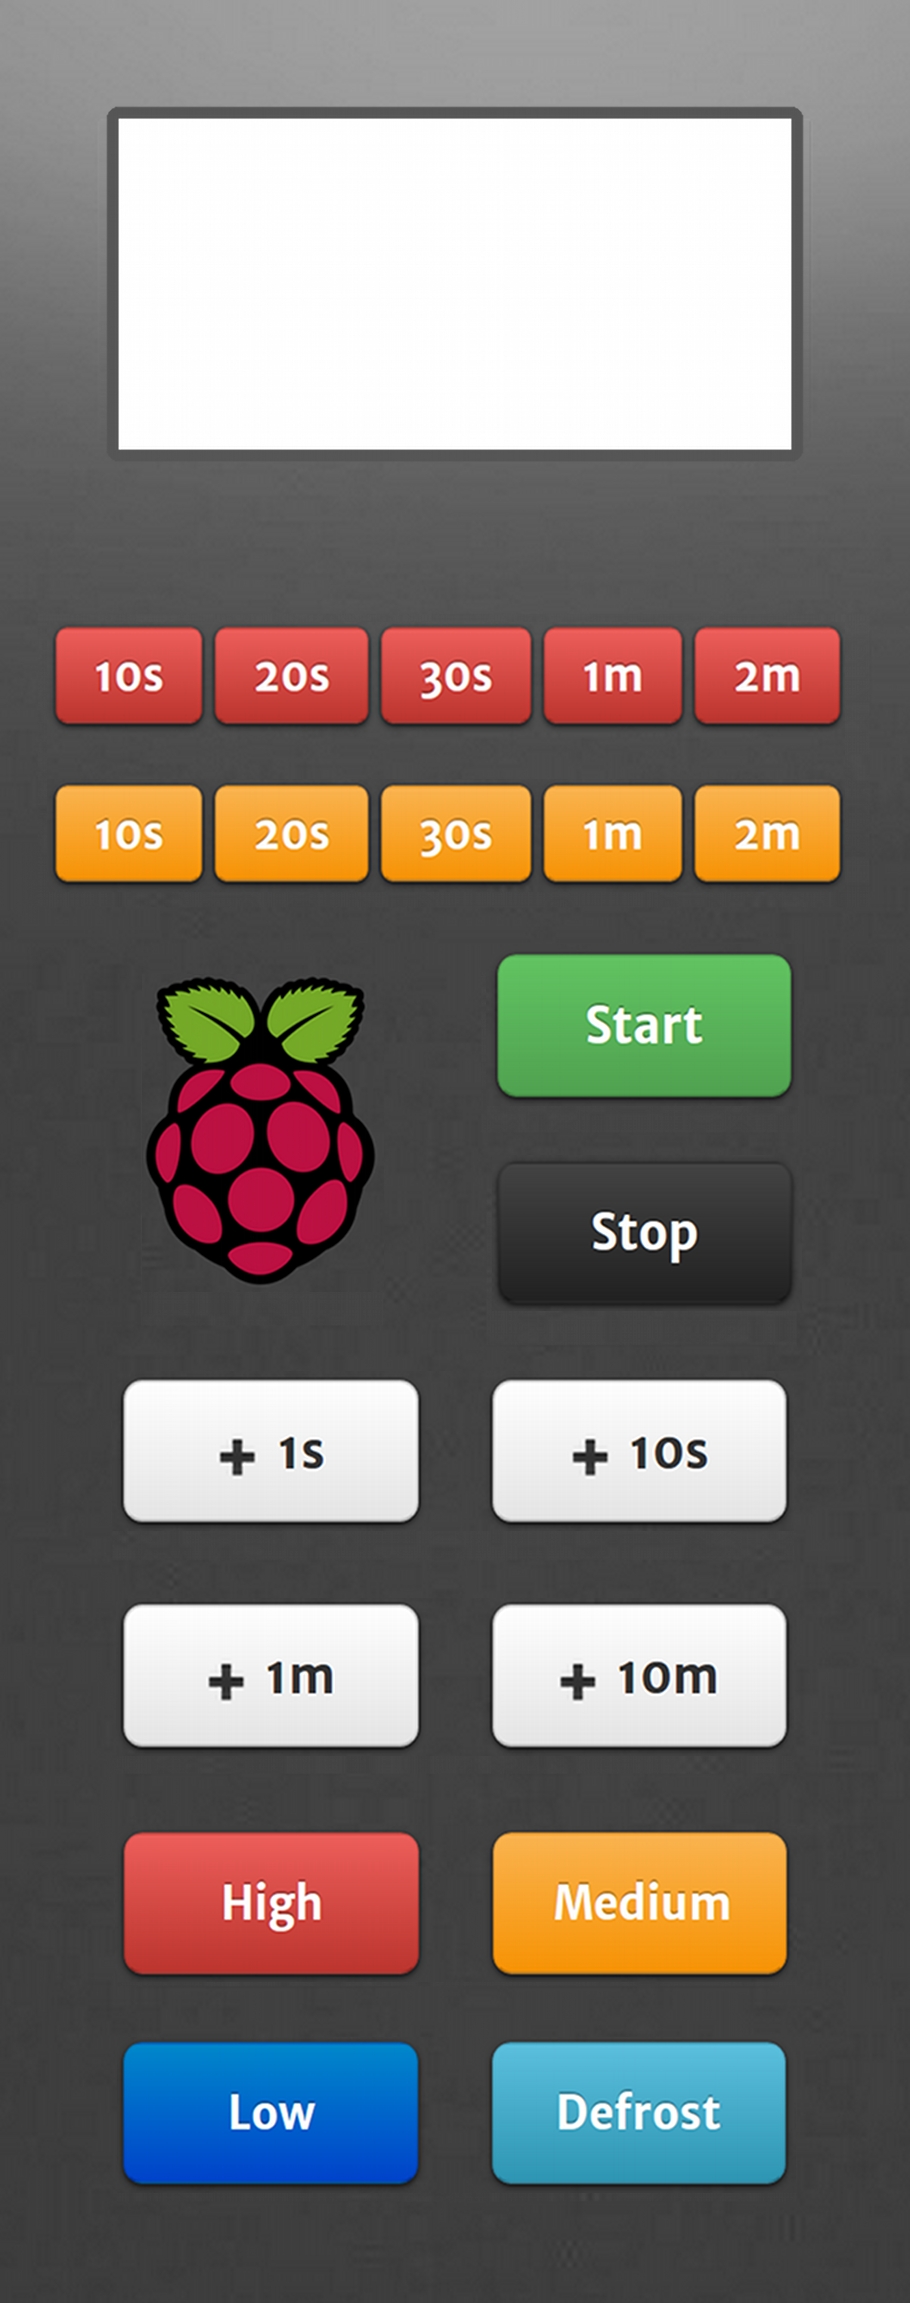 10s 20s 30s 1m 2m
10s 20s 30s 1m 2m
Start
Stop
+ 1s + 10s
+ 1m + 10m
High Medium
Low Defrost